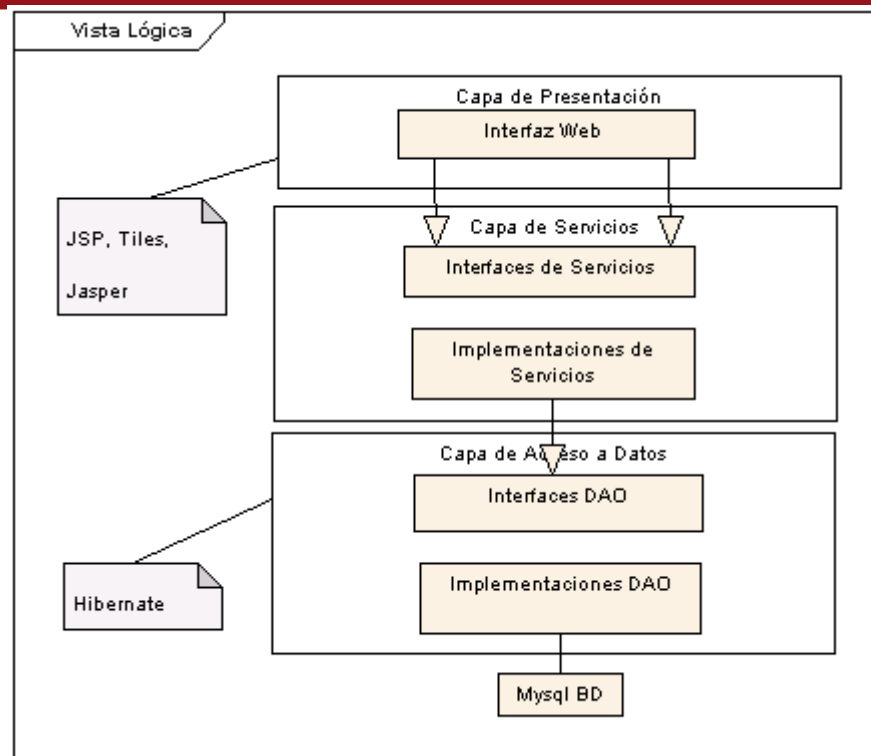 Vista Lógica
Capa de Presentación
Interfaz Web
JSP, Tiles,
Jasper
Capa de Servicios
Interfaces de Servicios
Implementaciones de
Servicios
Capa de Acceso a Datos
Interfaces DAO
Hibernate
Implementaciones DAO
Mysql BD